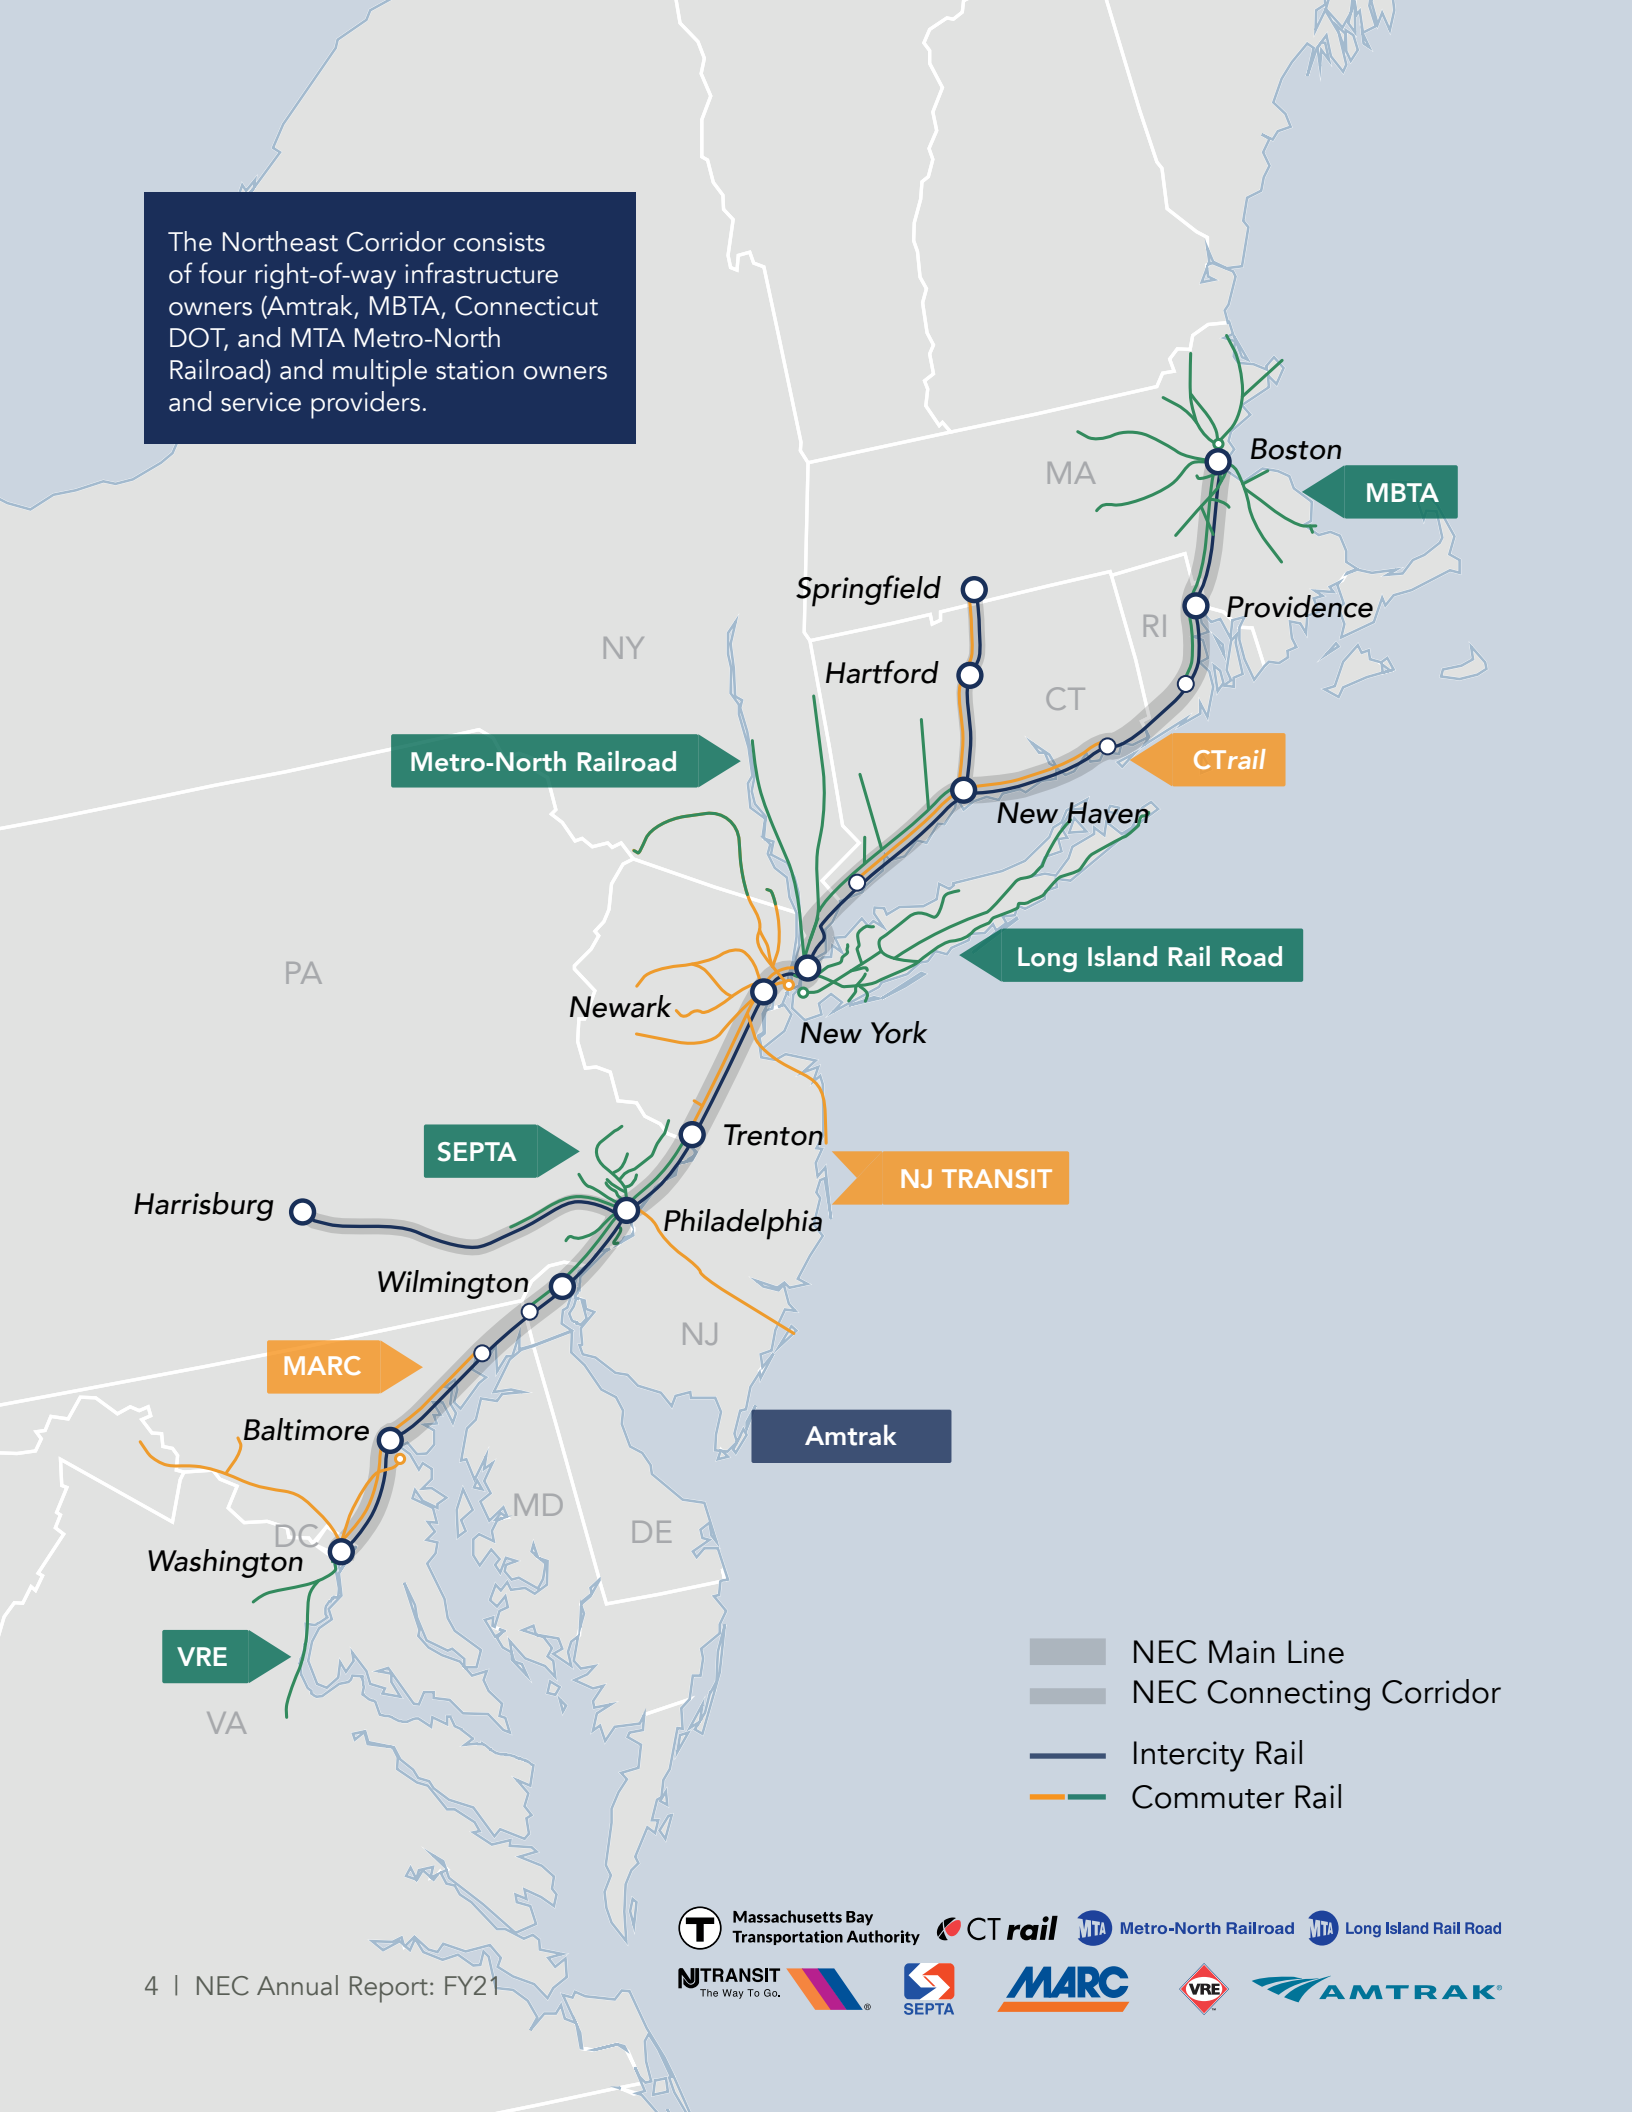 The Northeast Corridor consists
of four right-of-way infrastructure
owners (Amtrak, MBTA, Connecticut
DOT, and MTA Metro-North
Railroad) and multiple station owners
and service providers.
Boston
MA
MBTA
Springfield
Providence
RI
NY
Hartford
CT
Metro-North Railroad
CTrail
New Haven
Long Island Rail Road
PA
Newark
New York
Trenton
SEPTA
NJ TRANSIT
Harrisburg
Philadelphia
Wilmington
NJ
MARC
Baltimore
Amtrak
MD
DE
DC
Washington
VRE
VA
NEC Main Line
NEC Connecting Corridor
Intercity Rail
Commuter Rail
T
Massachusetts Bay
Transportation Authority
CTrail
MTA Metro-North Railroad
MTA Long Island Rail Road
NJTRANSIT
The Way To Go.
®
SEPTA
MARC
VRE
AMTRAK®
4 | NEC Annual Report: FY21